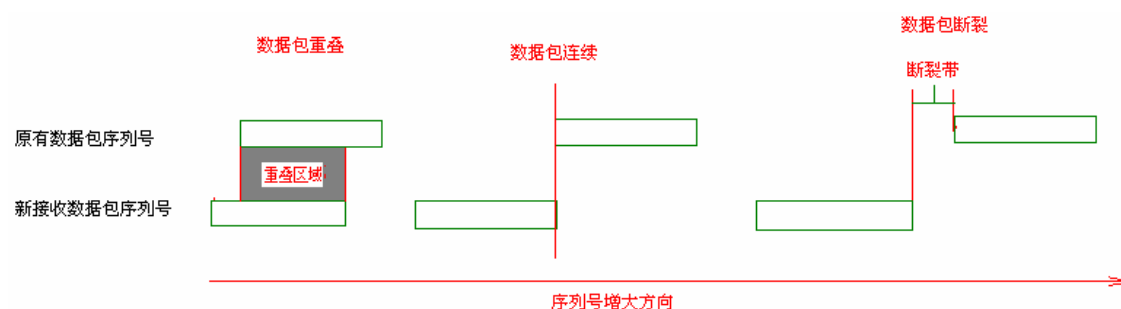 数据包重叠
数据包连续
数据包断裂
断裂带
原有数据包序列号
重叠区域
新接收数据包序列号
序列号增大方向